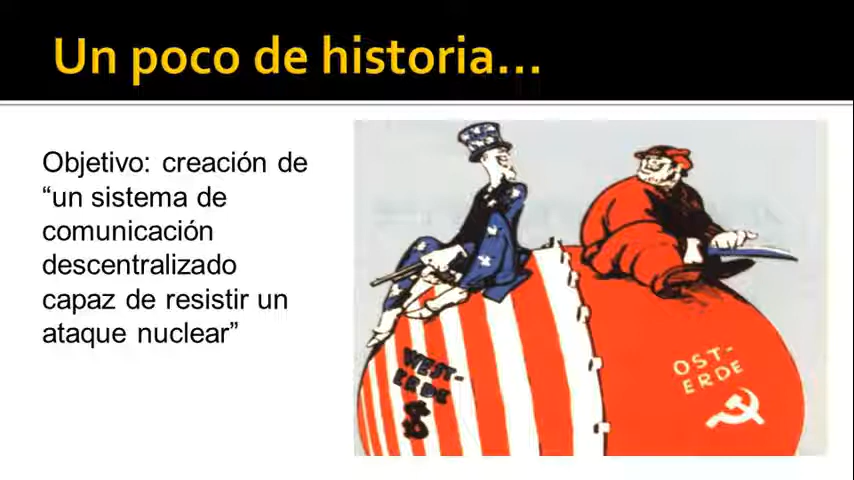 Un poco de historia...
Objetivo: creación de
“un sistema de
comunicación
descentralizado
capaz de resistir un
ataque nuclear”
WEST-
ERDE
$
OST-
ERDE